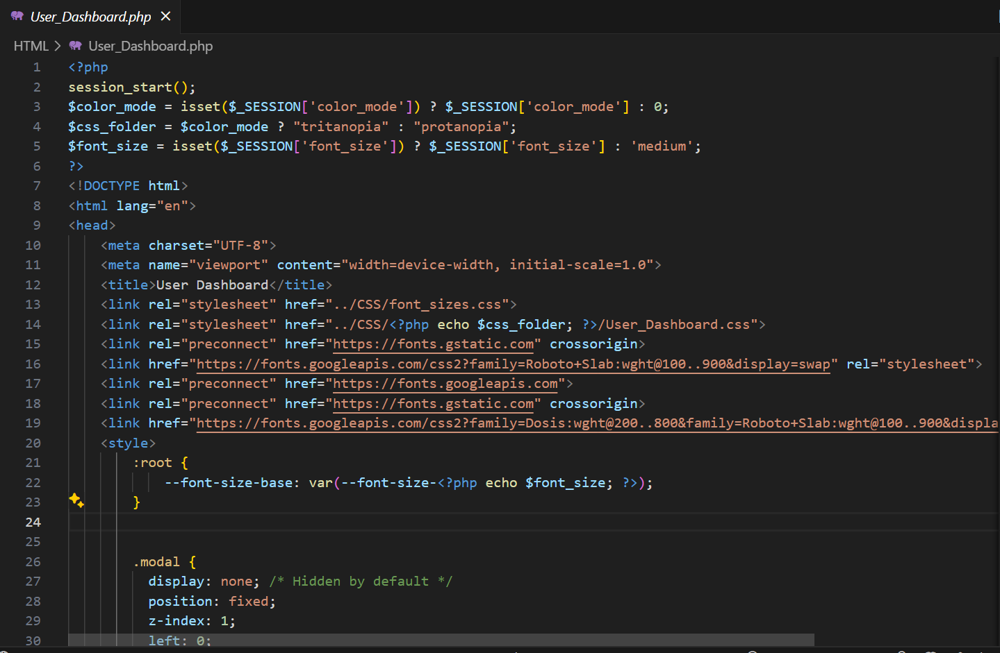 User_Dashboard.php ×
HTML > User_Dashboard.php
1 <?php
2 session_start();
3 $color_mode = isset($_SESSION['color_mode']) ? $_SESSION['color_mode'] : 0;
4 $css_folder = $color_mode ? "tritanopia" : "protanopia";
5 $font_size = isset($_SESSION['font_size']) ? $_SESSION['font_size'] : 'medium';
6 ?>
7 <!DOCTYPE html>
8 <html lang="en">
9 <head>
10     <meta charset="UTF-8">
11     <meta name="viewport" content="width=device-width, initial-scale=1.0">
12     <title>User Dashboard</title>
13     <link rel="stylesheet" href="../CSS/font_sizes.css">
14     <link rel="stylesheet" href="../CSS/<?php echo $css_folder; ?>/User_Dashboard.css">
15     <link rel="preconnect" href="https://fonts.gstatic.com" crossorigin>
16     <link href="https://fonts.googleapis.com/css2?family=Roboto+Slab:wght@100..900&display=swap" rel="stylesheet">
17     <link rel="preconnect" href="https://fonts.googleapis.com">
18     <link rel="preconnect" href="https://fonts.gstatic.com" crossorigin>
19     <link href="https://fonts.googleapis.com/css2?family=Dosis:wght@200..800&family=Roboto+Slab:wght@100..900&displa
20     <style>
21         :root {
22             --font-size-base: var(--font-size-<?php echo $font_size; ?>);
23         }
24
25
26         .modal {
27           display: none; /* Hidden by default */
28           position: fixed;
29           z-index: 1;
30           left: 0;